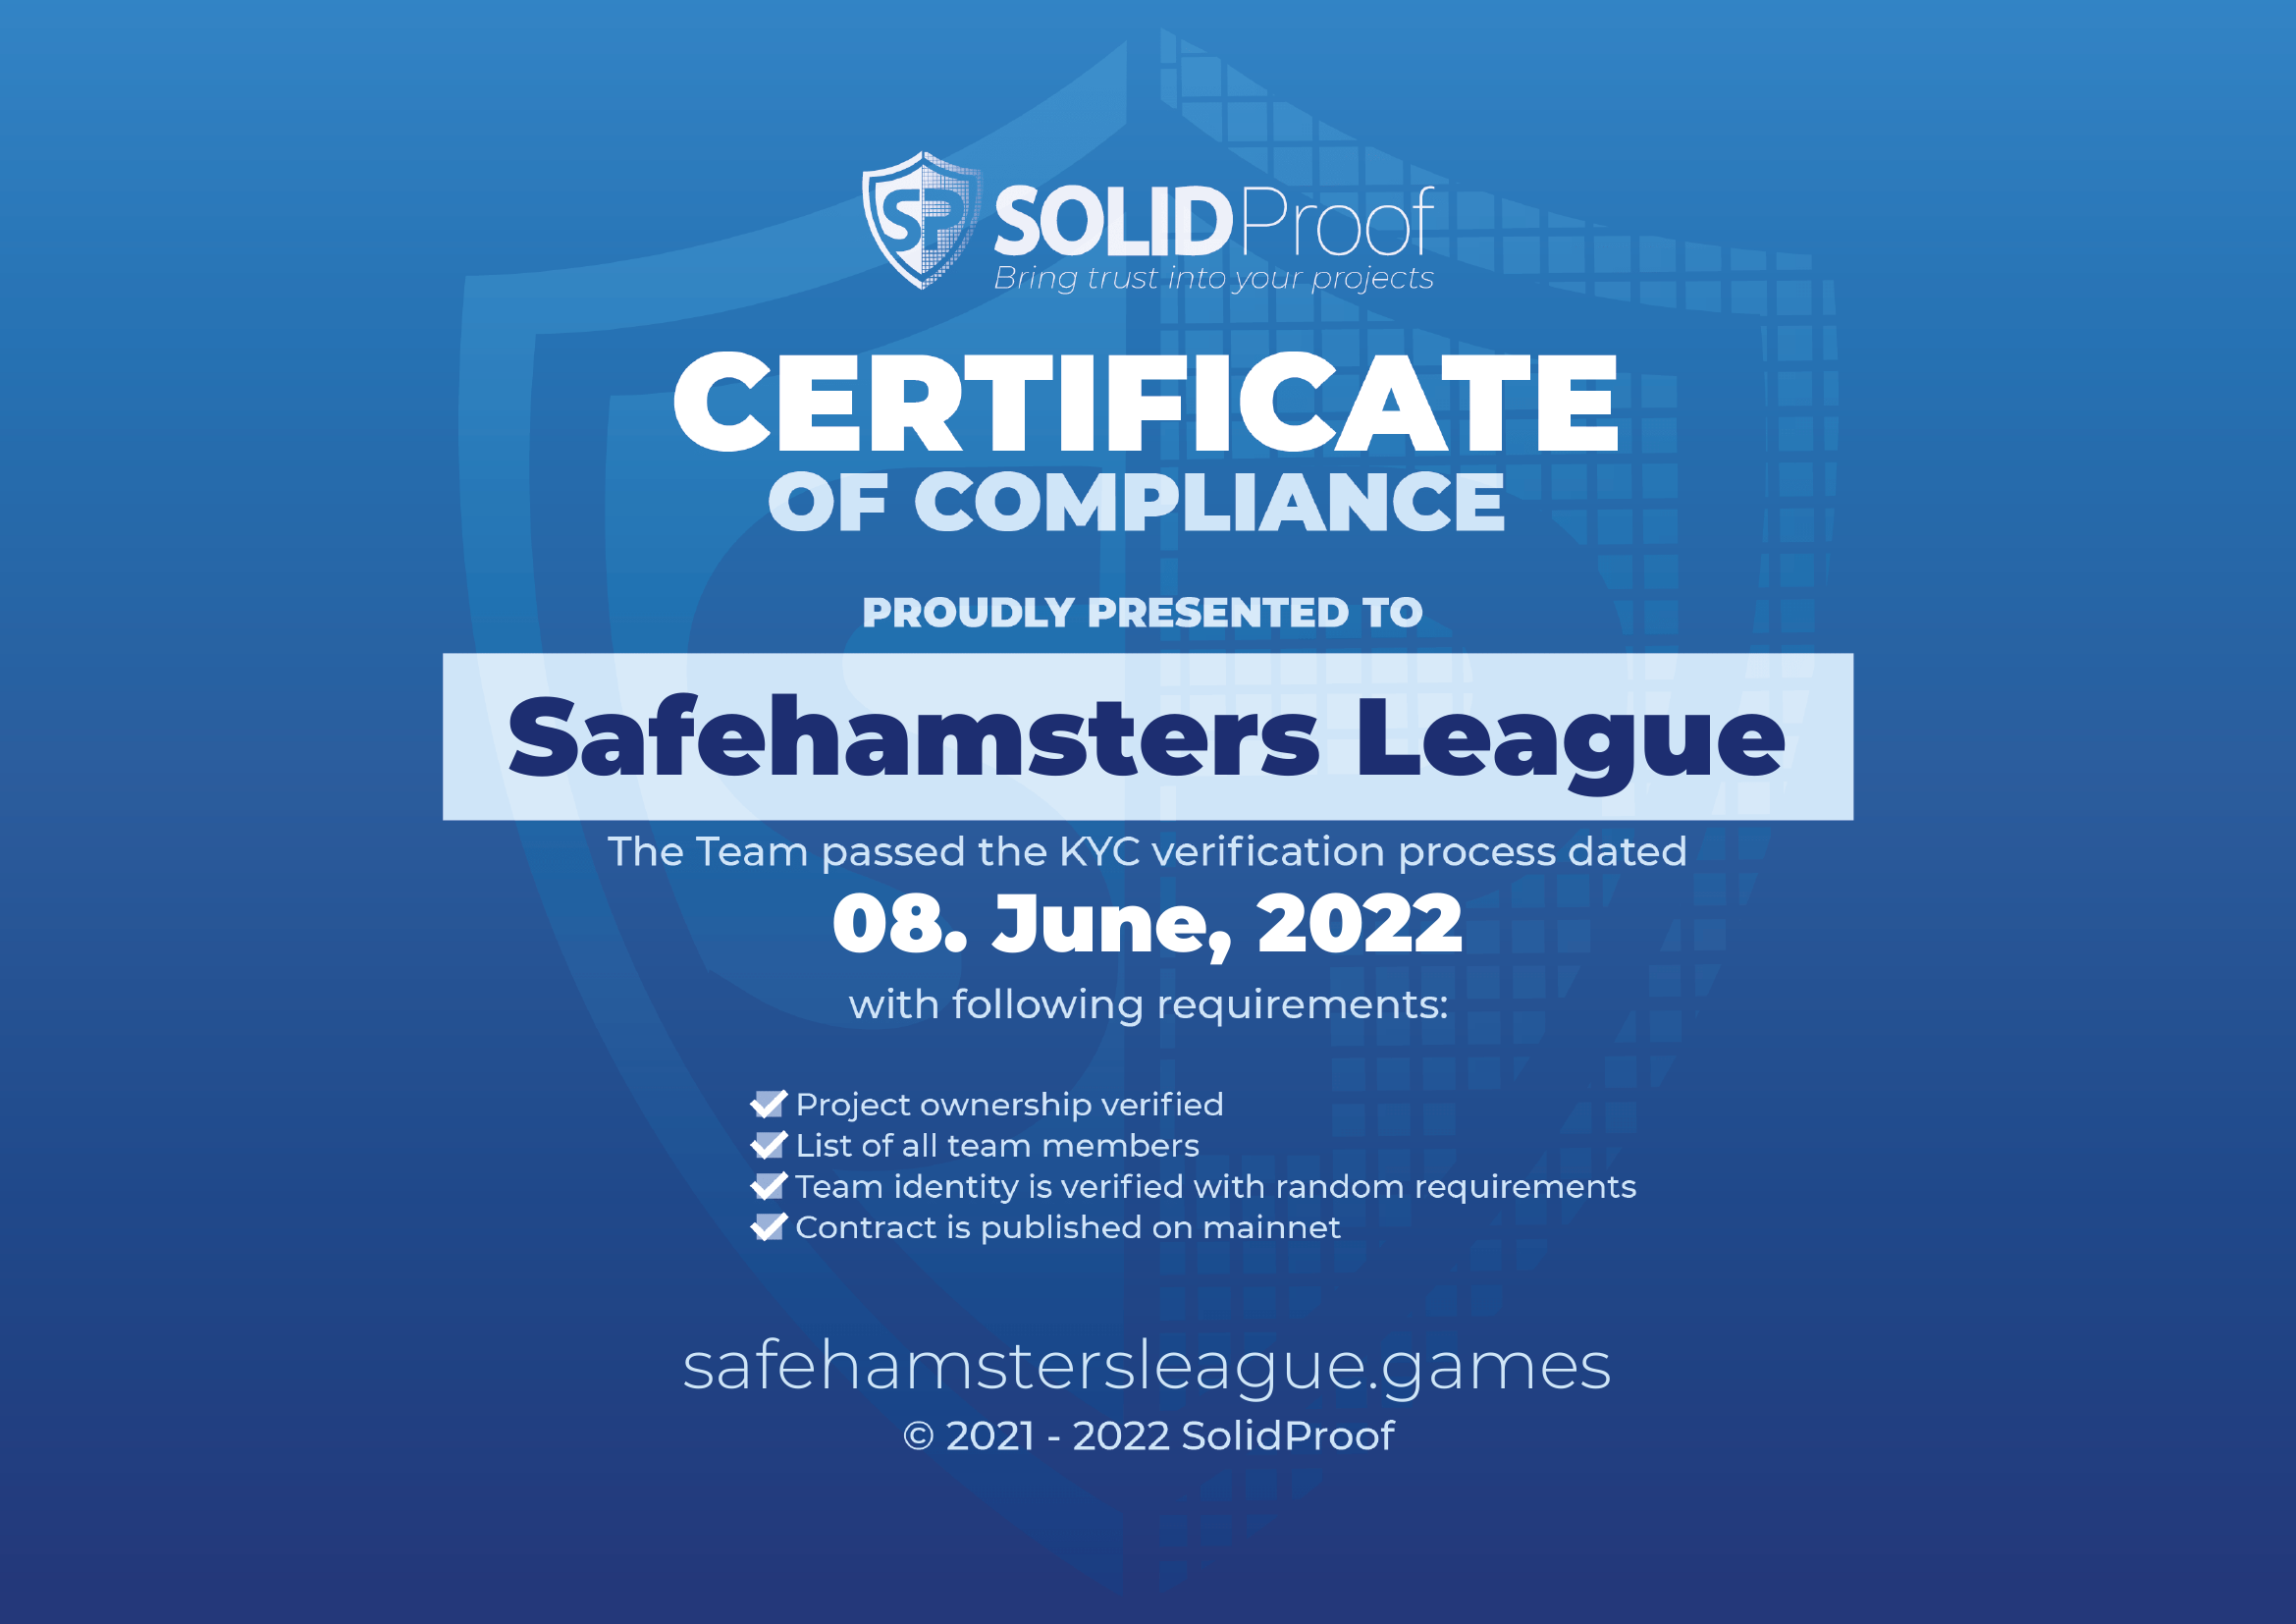 SP SOLIDProof
Bring trust into your projects
CERTIFICATE
OF COMPLIANCE
PROUDLY PRESENTED TO
Safehamsters League
The Team passed the KYC verification process dated
08. June, 2022
with following requirements:
Project ownership verified
List of all team members
Team identity is verified with random requirements
Contract is published on mainnet
safehamstersleague.games
© 2021 - 2022 SolidProof